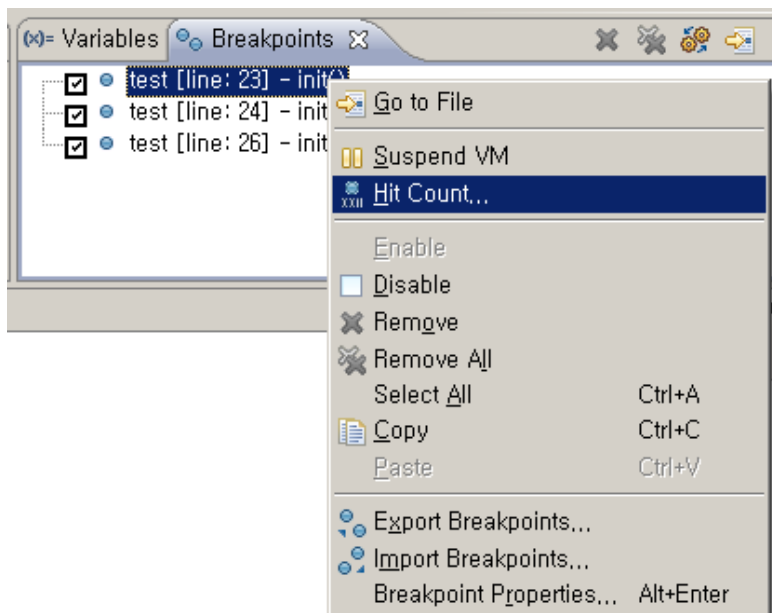 (x)= Variables Breakpoints
test [line: 23] - init()
test [line: 24] - init
test [line: 26] - init
Go to File
Suspend VM
XXII Hit Count...
Enable
Disable
Remove
Remove All
Select All Ctrl+A
Copy Ctrl+C
Paste Ctrl+V
Export Breakpoints...
Import Breakpoints...
Breakpoint Properties... Alt+Enter